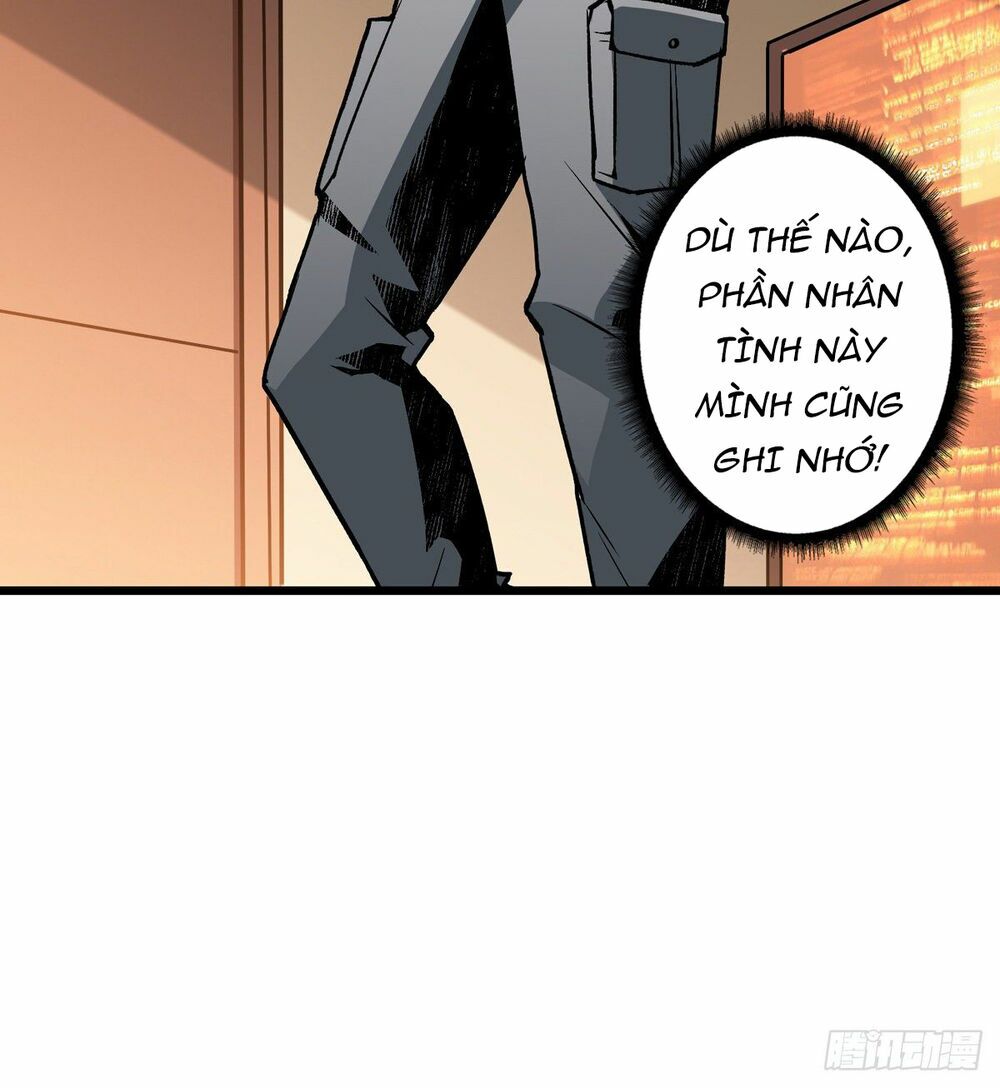 DÙ THẾ NÀO,
PHẦN NHÂN
TÌNH NÀY
MÌNH CŨNG
GHI NHỚ!
腾讯动漫